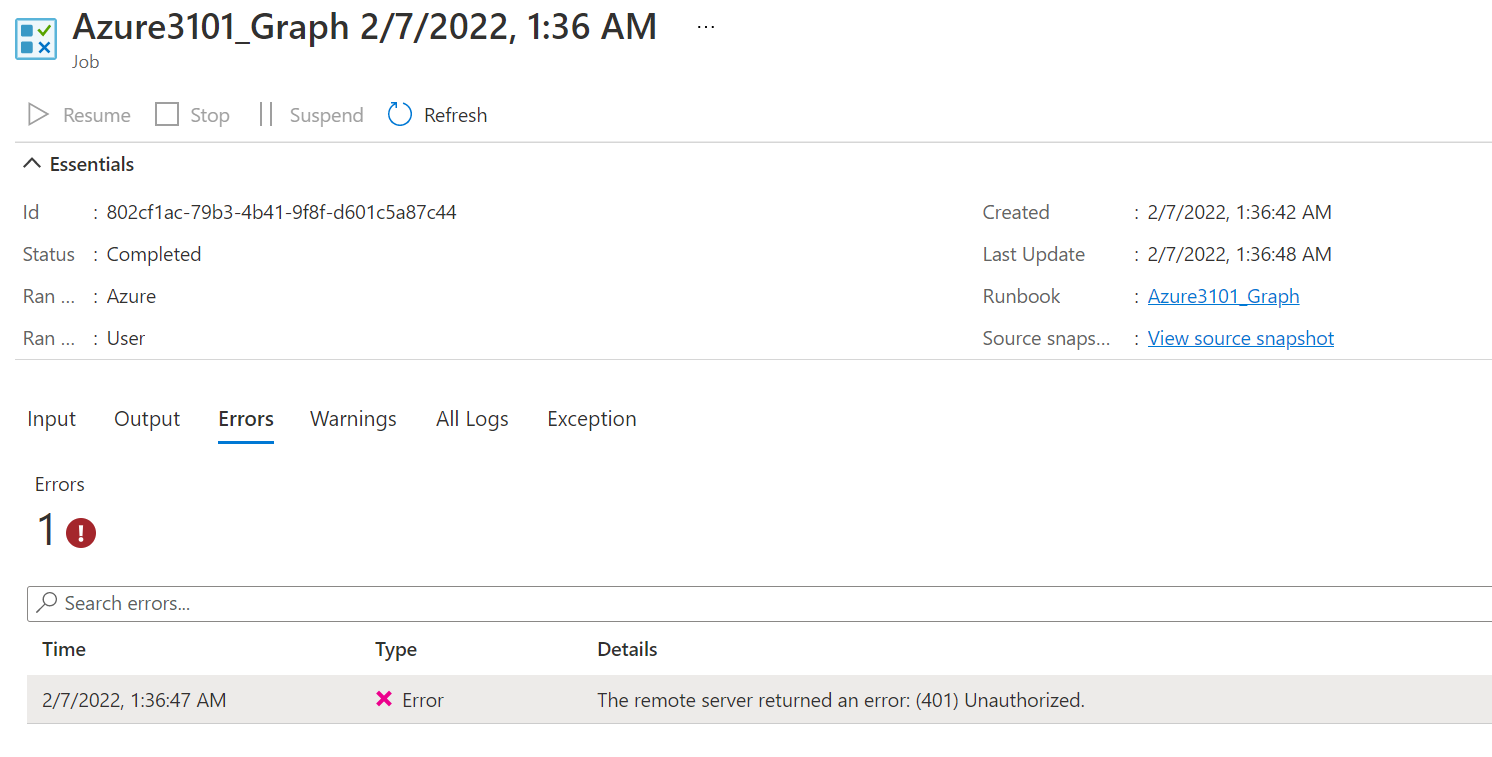 Azure3101_Graph 2/7/2022, 1:36 AM ...
Job
Resume Stop Suspend Refresh
Essentials
Id : 802cf1ac-79b3-4b41-9f8f-d601c5a87c44 Created : 2/7/2022, 1:36:42 AM
Status : Completed Last Update : 2/7/2022, 1:36:48 AM
Ran ... : Azure Runbook : Azure3101_Graph
Ran ... : User Source snaps... : View source snapshot
Input Output Errors Warnings All Logs Exception
Errors
1
Search errors...
Time Type Details
2/7/2022, 1:36:47 AM Error The remote server returned an error: (401) Unauthorized.